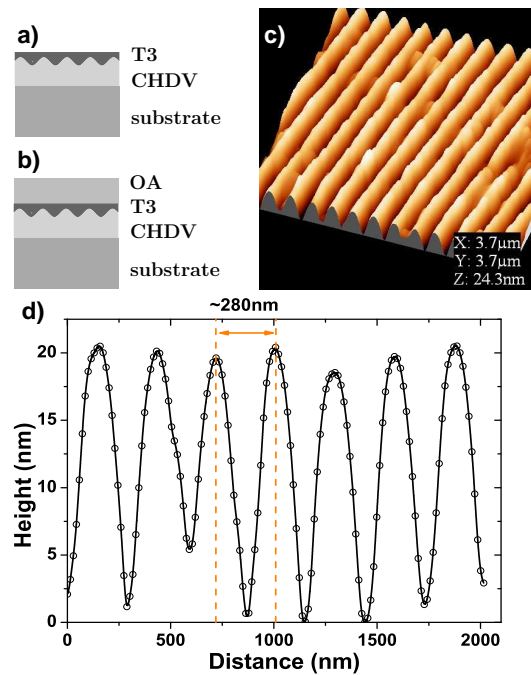 a)
T3
CHDV
substrate
b)
OA
T3
CHDV
substrate
c)
X: 3.7μm
Y: 3.7μm
Z: 24.3nm
d)
~280nm
20
15
10
5
0
Height (nm)
0 500 1000 1500 2000
Distance (nm)